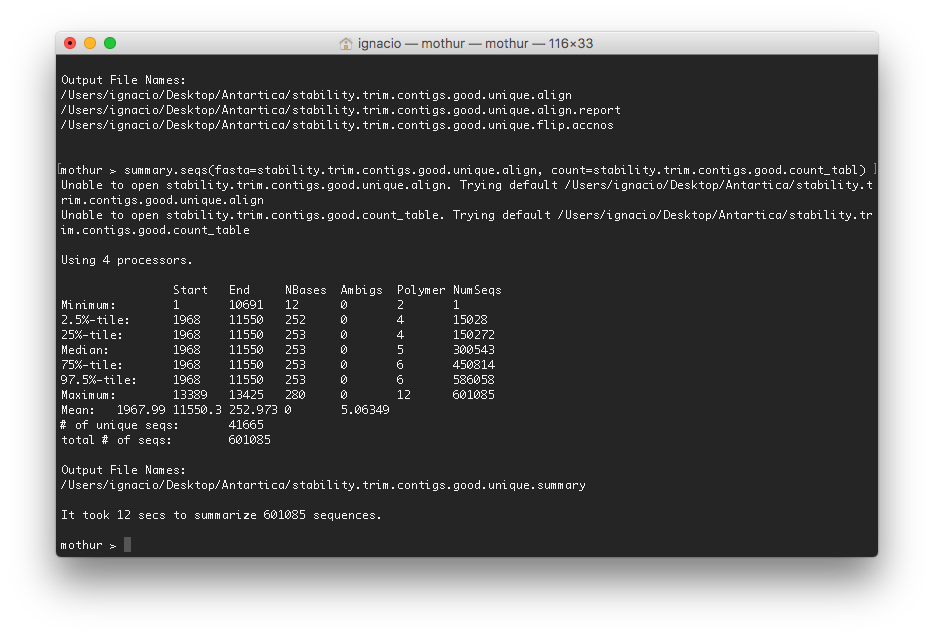 ignacio — mothur — mothur — 116×33
Output File Names:
/Users/ignacio/Desktop/Antartica/stability.trim.contigs.good.unique.align
/Users/ignacio/Desktop/Antartica/stability.trim.contigs.good.unique.align.report
/Users/ignacio/Desktop/Antartica/stability.trim.contigs.good.unique.flip.accnos
[mothur > summary.seqs(fasta=stability.trim.contigs.good.unique.align, count=stability.trim.contigs.good.count_tabl) ]
Unable to open stability.trim.contigs.good.unique.align. Trying default /Users/ignacio/Desktop/Antartica/stability.t
rim.contigs.good.unique.align
Unable to open stability.trim.contigs.good.count_table. Trying default /Users/ignacio/Desktop/Antartica/stability.tr
im.contigs.good.count_table
Using 4 processors.
Start End NBases Ambigs Polymer NumSeqs
Minimum: 1 10691 12 0 2 1
2.5%-tile: 1968 11550 252 0 4 15028
25%-tile: 1968 11550 253 0 4 150272
Median: 1968 11550 253 0 5 300543
75%-tile: 1968 11550 253 0 6 450814
97.5%-tile: 1968 11550 253 0 6 586058
Maximum: 13389 13425 280 0 12 601085
Mean: 1967.99 11550.3 252.973 0 5.06349
# of unique seqs: 41665
total # of seqs: 601085
Output File Names:
/Users/ignacio/Desktop/Antartica/stability.trim.contigs.good.unique.summary
It took 12 secs to summarize 601085 sequences.
mothur >